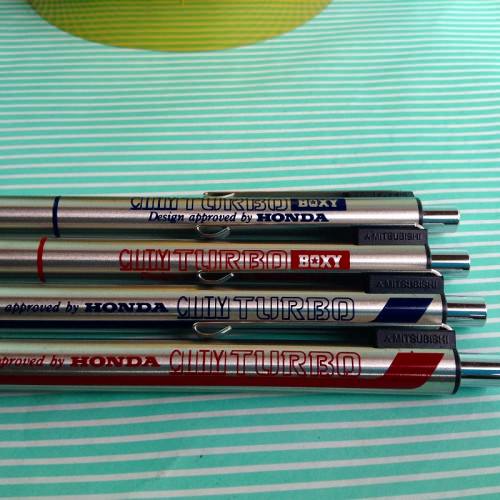 CITY TURBO BOXY
Design approved by HONDA
MITSUBISHI
CITY TURBO BOXY
approved by HONDA CITY TURBO
MITSUBISHI
approved by HONDA CITY TURBO